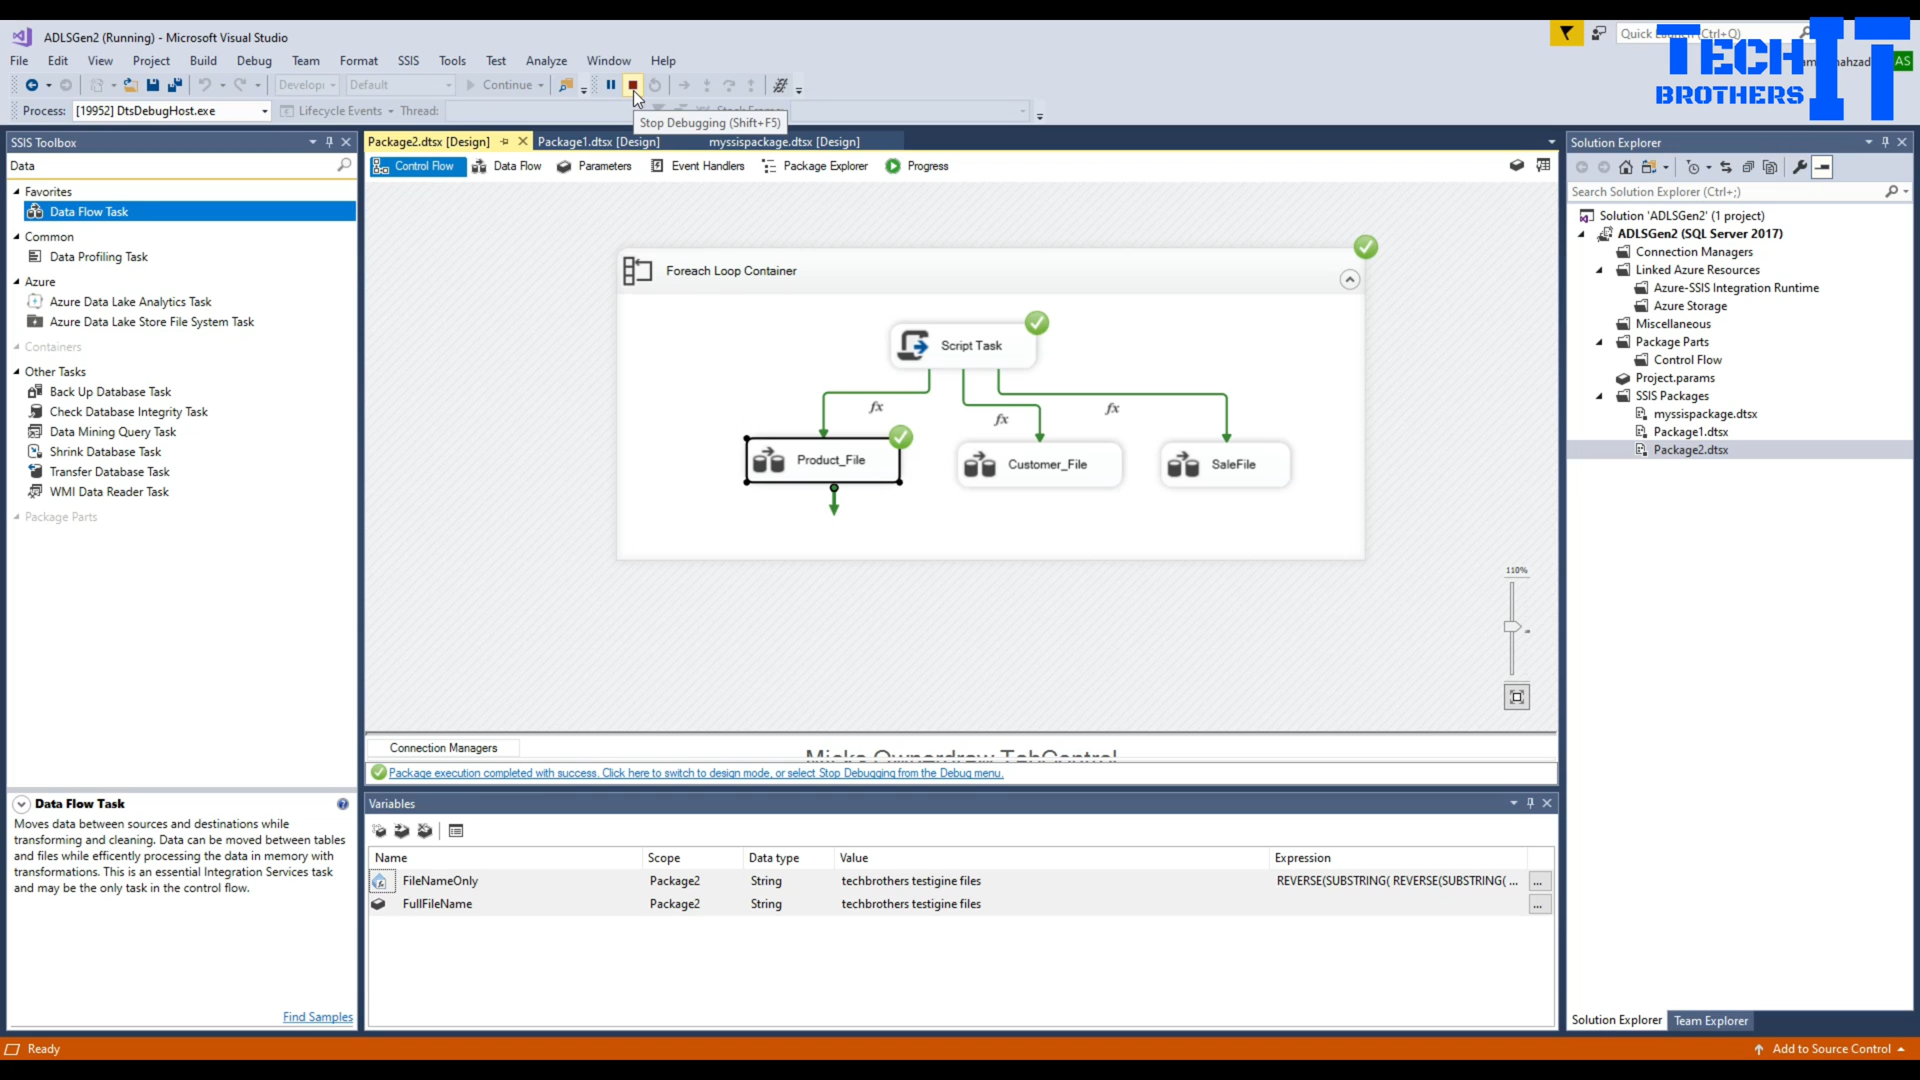 ADLSGen2 (Running) - Microsoft Visual Studio
TECH IT
BROTHERS
File Edit View Project Build Debug Team Format SSIS Tools Test Analyze Window Help
Develop Default Continue
AS
Process: [19952] DtsDebugHost.exe Lifecycle Events Thread:
Stop Debugging (Shift+F5)
SSIS Toolbox
Data
Favorites
Data Flow Task
Common
Data Profiling Task
Azure
Azure Data Lake Analytics Task
Azure Data Lake Store File System Task
Containers
Other Tasks
Back Up Database Task
Check Database Integrity Task
Data Mining Query Task
Shrink Database Task
Transfer Database Task
WMI Data Reader Task
Package Parts
Data Flow Task
Moves data between sources and destinations while
transforming and cleaning. Data can be moved between tables
and files while efficently processing the data in memory with
transformations. This is an essential Integration Services task
and may be the only task in the control flow.
Find Samples
Package2.dtsx [Design] Package1.dtsx [Design] myssispackage.dtsx [Design]
Control Flow Data Flow Parameters Event Handlers Package Explorer Progress
Foreach Loop Container
Script Task
fx fx fx
Product_File Customer_File SaleFile
110%
Connection Managers
Package execution completed with success. Click here to switch to design mode, or select Stop Debugging from the Debug menu.
Variables
Name Scope Data type Value Expression
FileNameOnly Package2 String techbrothers testigine files REVERSE(SUBSTRING( REVERSE(SUBSTRING( ... ...
FullFileName Package2 String techbrothers testigine files ...
Solution Explorer
Search Solution Explorer (Ctrl+;)
Solution 'ADLSGen2' (1 project)
ADLSGen2 (SQL Server 2017)
Connection Managers
Linked Azure Resources
Azure-SSIS Integration Runtime
Azure Storage
Miscellaneous
Package Parts
Control Flow
Project.params
SSIS Packages
myssispackage.dtsx
Package1.dtsx
Package2.dtsx
Solution Explorer Team Explorer
Ready
Add to Source Control